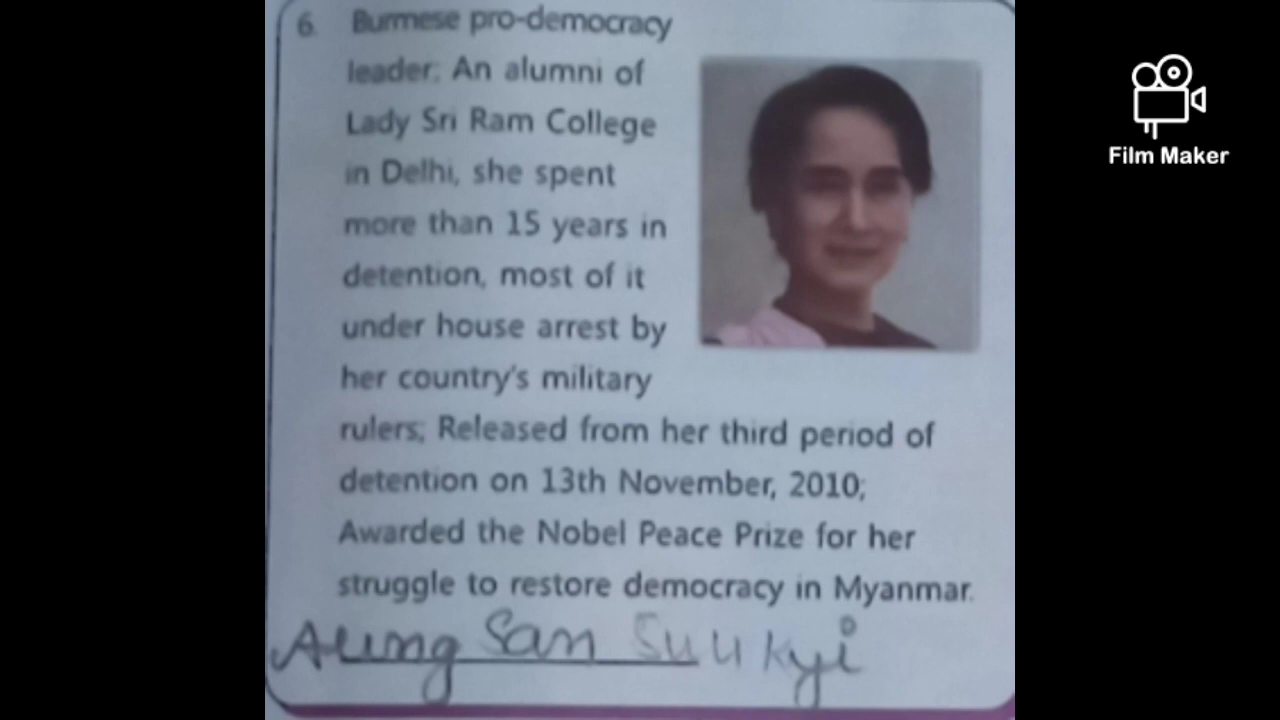 6. Burmese pro-democracy
leader; An alumni of
Lady Sri Ram College
in Delhi, she spent
more than 15 years in
detention, most of it
under house arrest by
her country's military
rulers; Released from her third period of
detention on 13th November, 2010;
Awarded the Nobel Peace Prize for her
struggle to restore democracy in Myanmar.
Aung San Suu Kyi
Film Maker